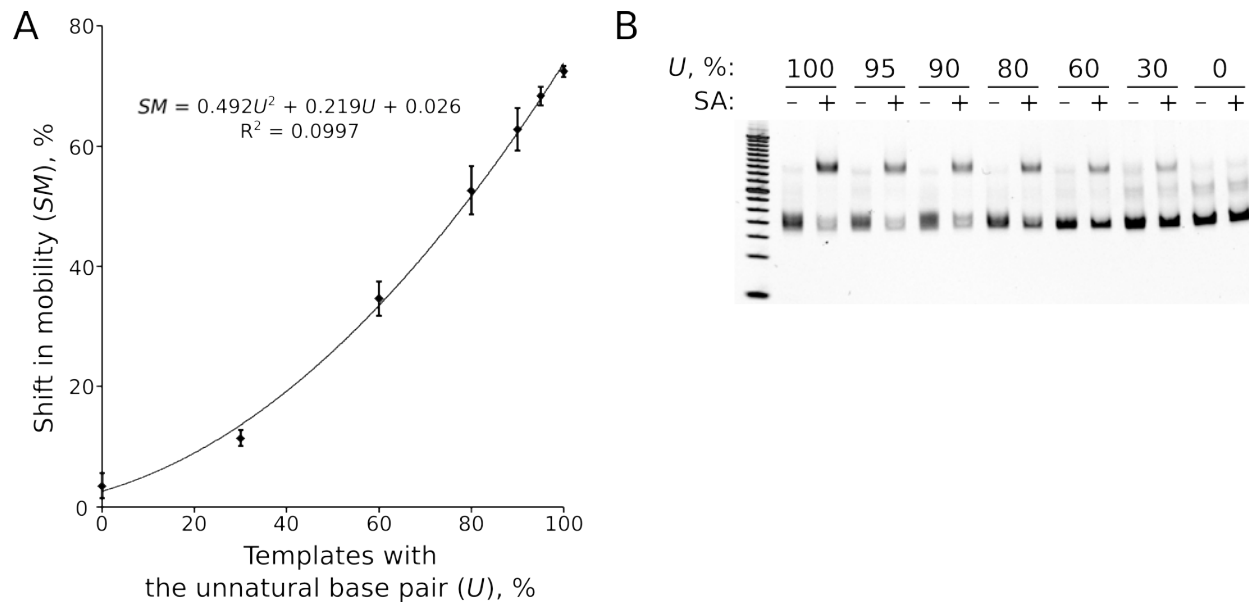 A
80
60
40
20
0
Shift in mobility (SM), %
SM = 0.492U² + 0.219U + 0.026
R² = 0.0997
0 20 40 60 80 100
Templates with
the unnatural base pair (U), %
B
U, %: 100 95 90 80 60 30 0
SA: – + – + – + – + – + – + – +